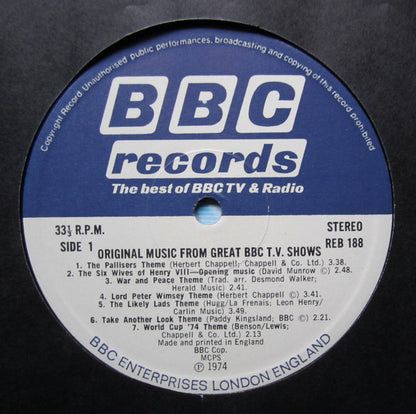 Copyright Record. Unauthorised public performances, broadcasting and copying of this record prohibited
BBC
records
The best of BBC TV & Radio
33⅓ R.P.M.
STEREO
SIDE 1
REB 188
ORIGINAL MUSIC FROM GREAT BBC T.V. SHOWS
1. The Pallisers Theme (Herbert Chappell; Chappell & Co. Ltd.) 3.38.
2. The Six Wives of Henry VIII—Opening music (David Munrow ©) 2.48.
3. War and Peace Theme (Trad. arr. Desmond Walker;
Herald Music) 2.41.
4. Lord Peter Wimsey Theme (Herbert Chappell ©) 3.41.
5. The Likely Lads Theme (Hugg/La Frenais; Leon Henry/
Carlin Music) 3.30.
6. Take Another Look Theme (Paddy Kingsland; BBC ©) 2.21.
7. World Cup '74 Theme (Benson/Lewis;
Chappell & Co. Ltd.) 2.13
Made and printed in England
BBC Cop.
MCPS
Ⓟ 1974
BBC ENTERPRISES LONDON ENGLAND